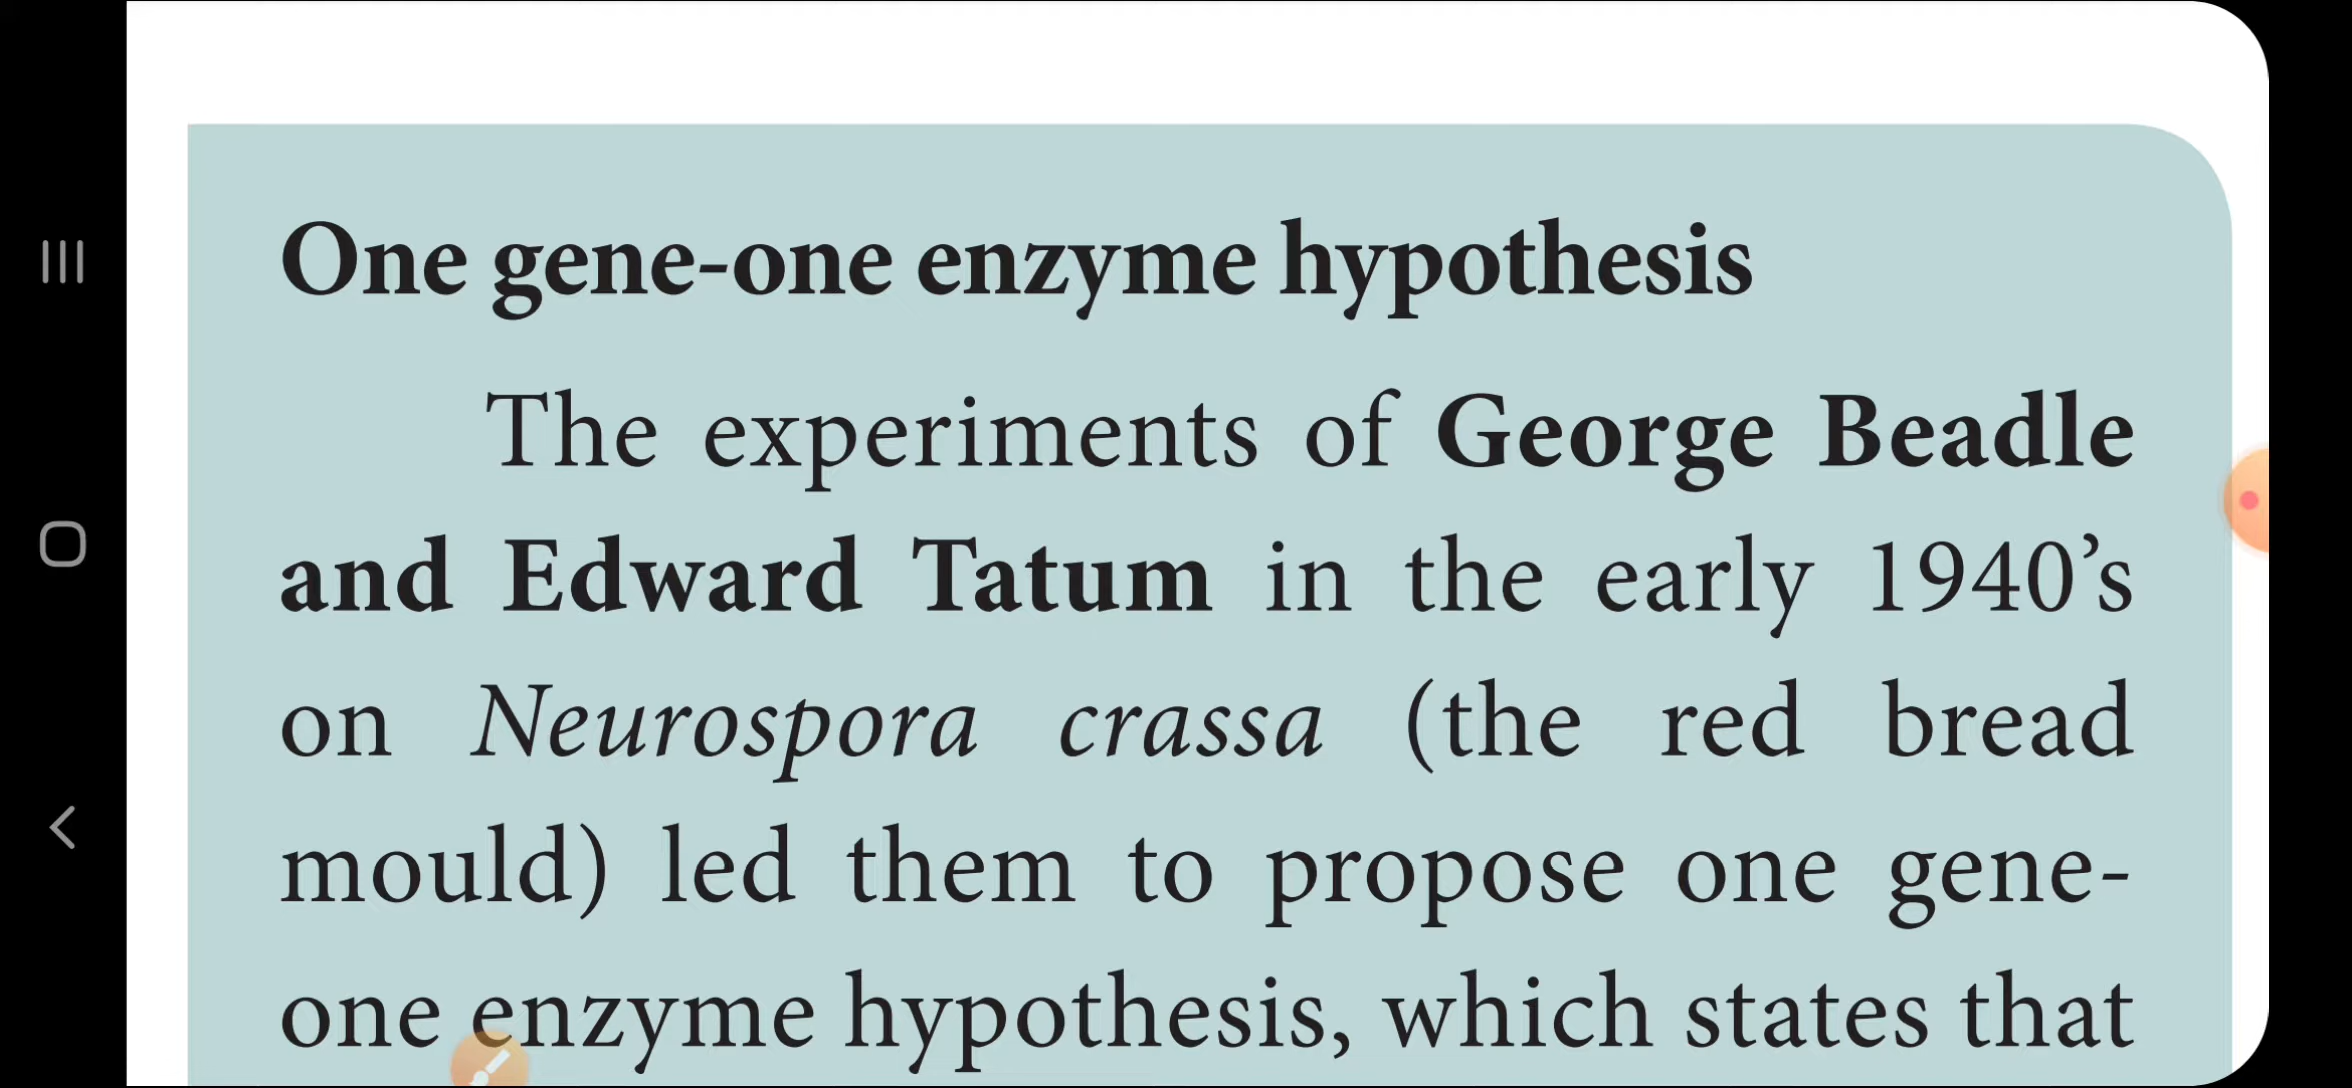 One gene-one enzyme hypothesis
The experiments of George Beadle
and Edward Tatum in the early 1940’s
on Neurospora crassa (the red bread
mould) led them to propose one gene-
one enzyme hypothesis, which states that